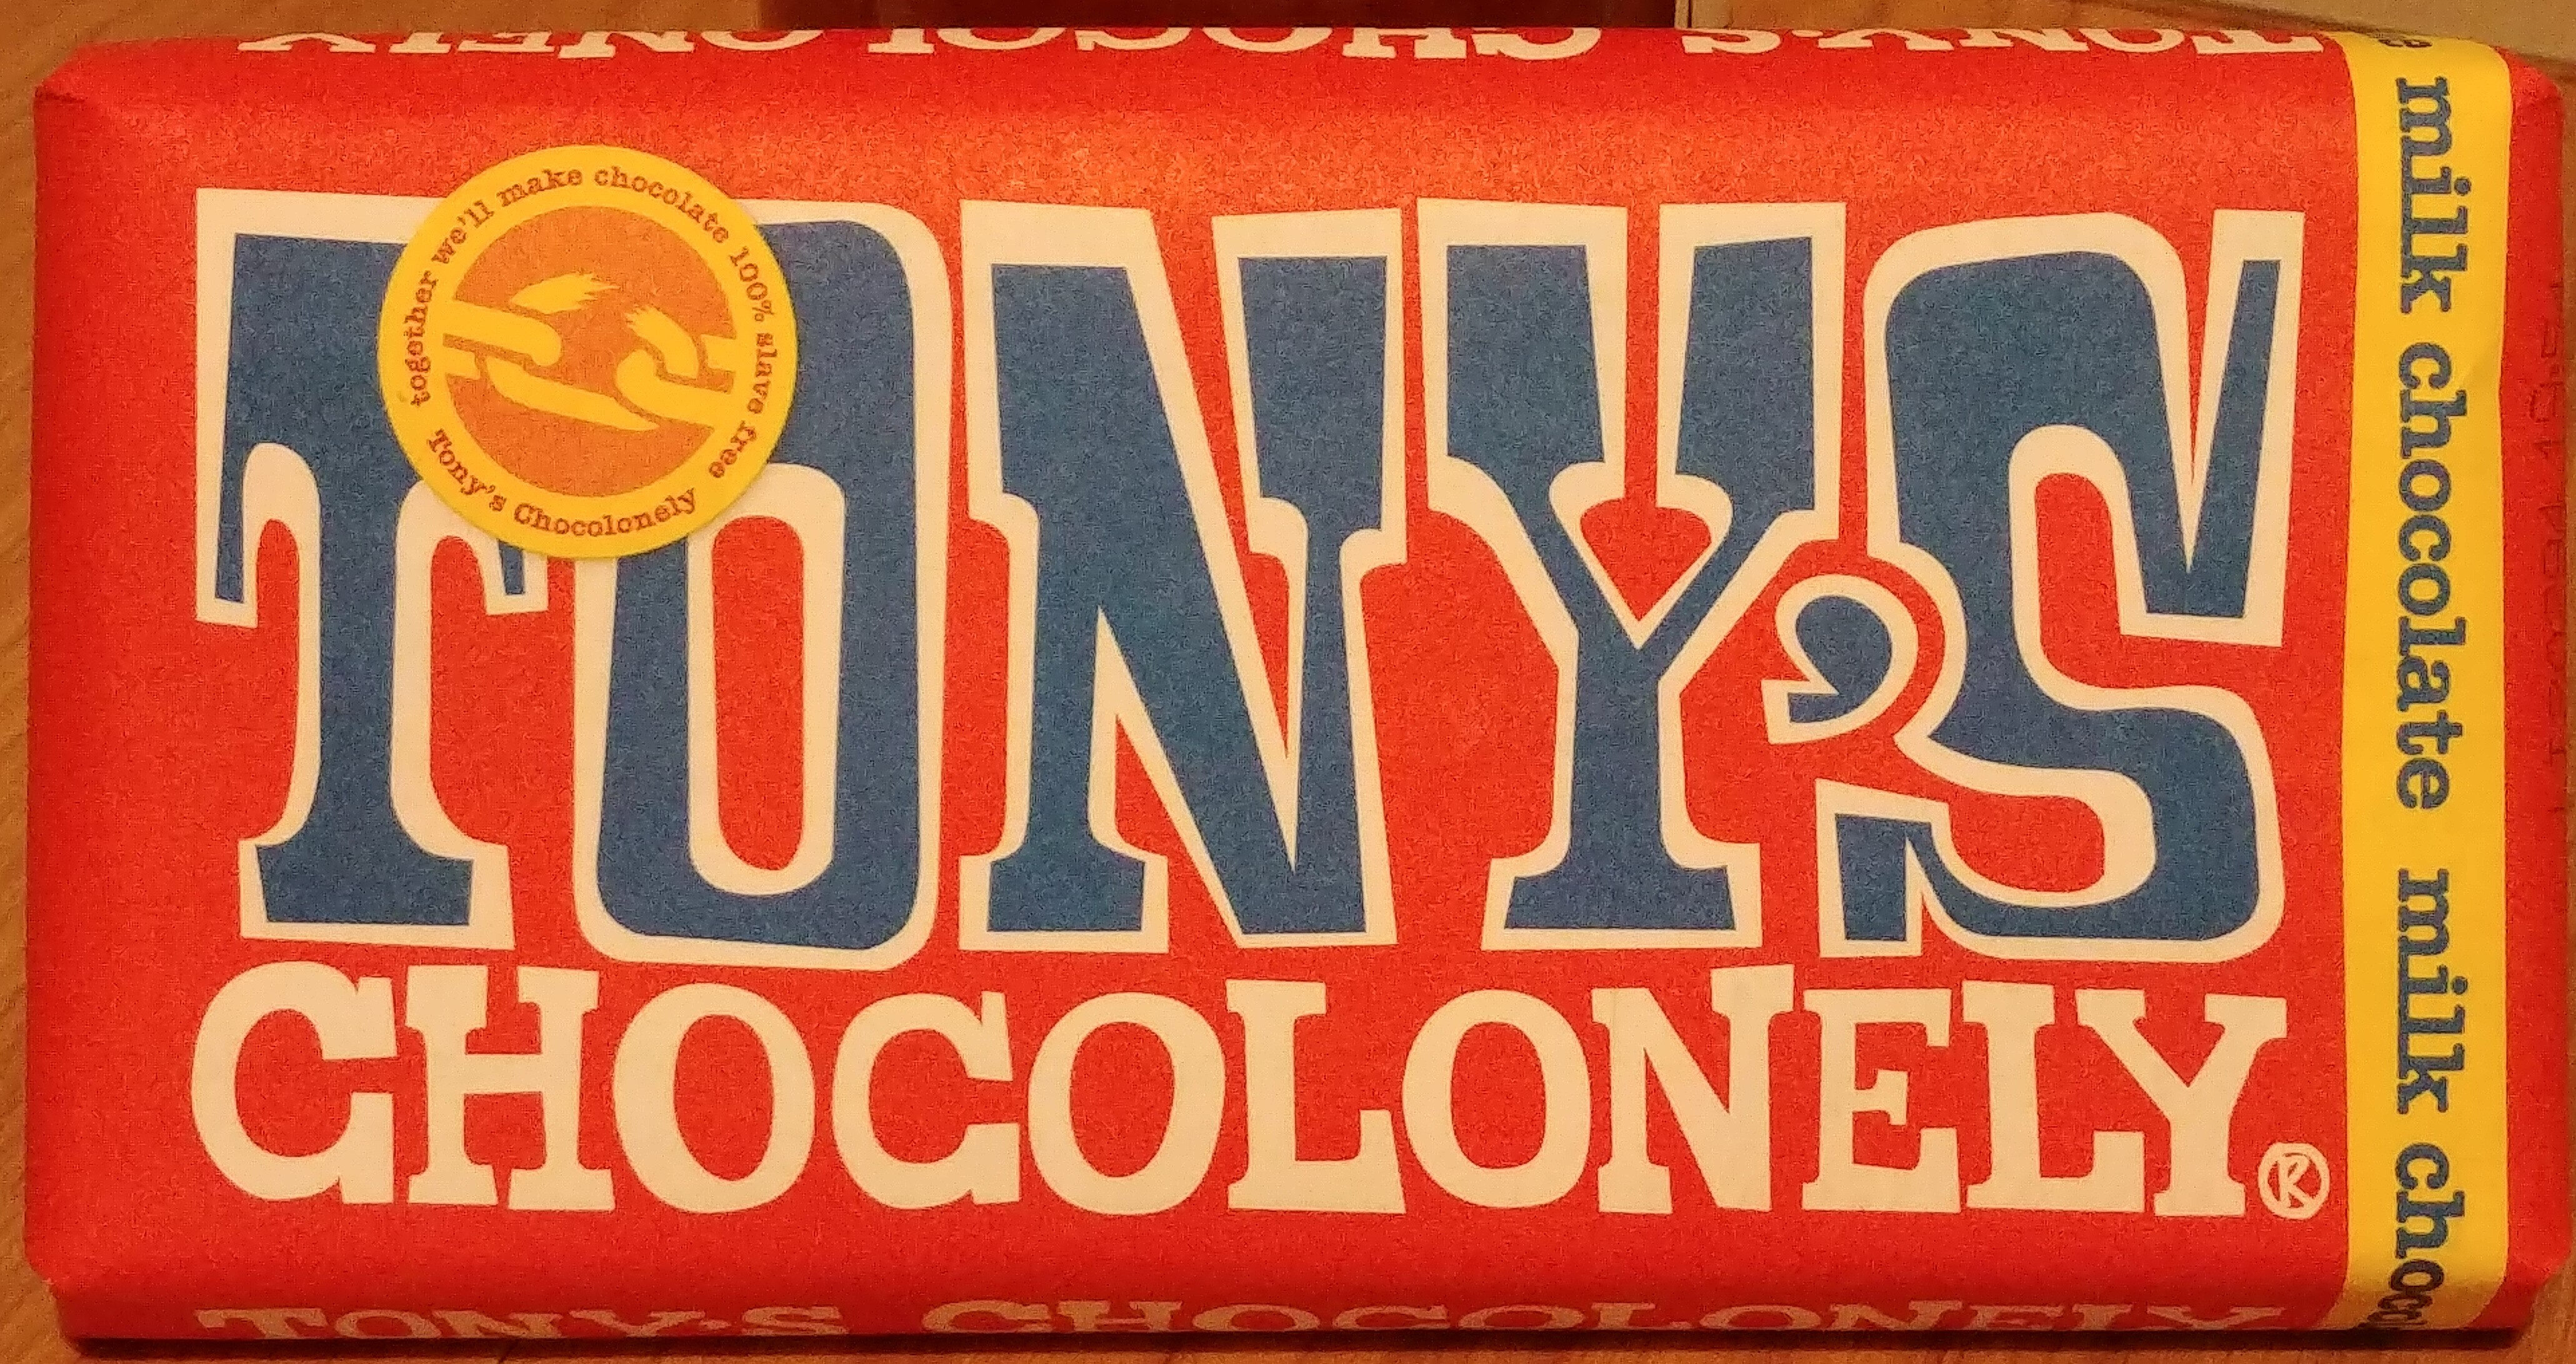 TONY'S CHOCOLONELY
together we'll make chocolate 100% slave free
Tony's Chocolonely
TONY'S
CHOCOLONELY®
milk chocolate milk choco
TONY'S CHOCOLONELY